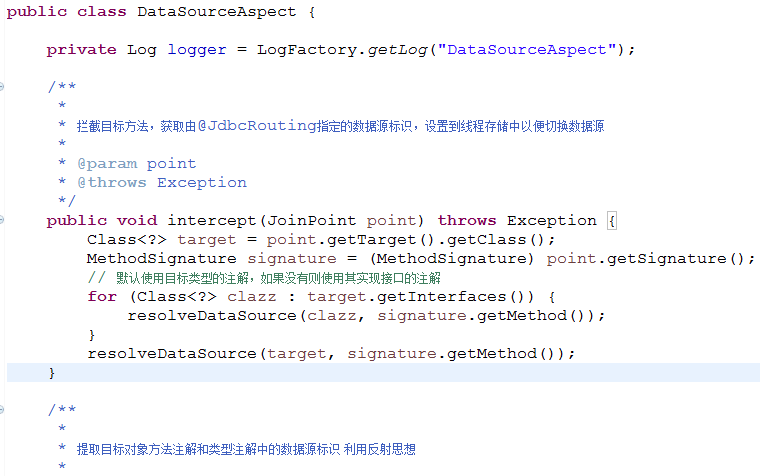 public class DataSourceAspect {
private Log logger = LogFactory.getLog("DataSourceAspect");
/**
*
* 拦截目标方法，获取由@JdbcRouting指定的数据源标识，设置到线程存储中以便切换数据源
*
* @param point
* @throws Exception
*/
public void intercept(JoinPoint point) throws Exception {
Class<?> target = point.getTarget().getClass();
MethodSignature signature = (MethodSignature) point.getSignature();
// 默认使用目标类型的注解，如果没有则使用其实现接口的注解
for (Class<?> clazz : target.getInterfaces()) {
resolveDataSource(clazz, signature.getMethod());
}
resolveDataSource(target, signature.getMethod());
}
/**
*
* 提取目标对象方法注解和类型注解中的数据源标识 利用反射思想
*